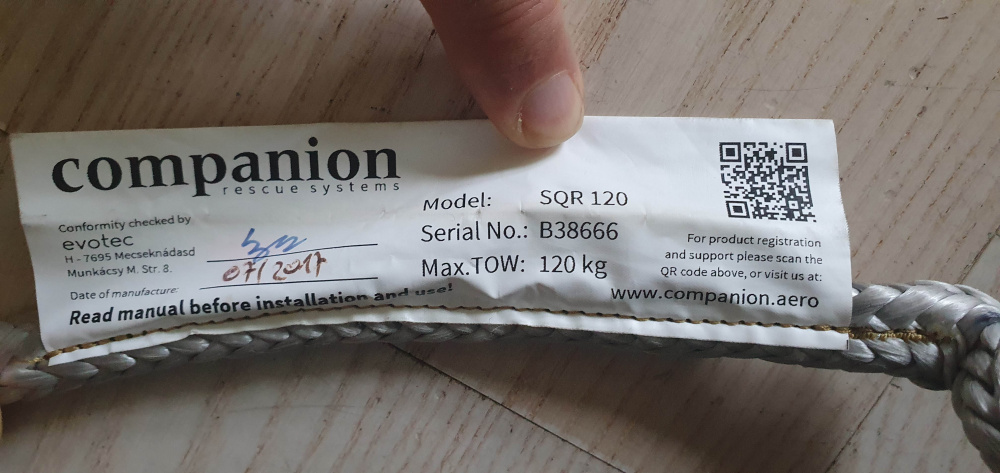 companion
rescue systems
Conformity checked by
evotec
H - 7695 Mecseknádasd
Munkácsy M. Str. 8.
Date of manufacture: 07/2017
Read manual before installation and use!
Model: SQR 120
Serial No.: B38666
Max.TOW: 120 kg
For product registration
and support please scan the
QR code above, or visit us at:
www.companion.aero